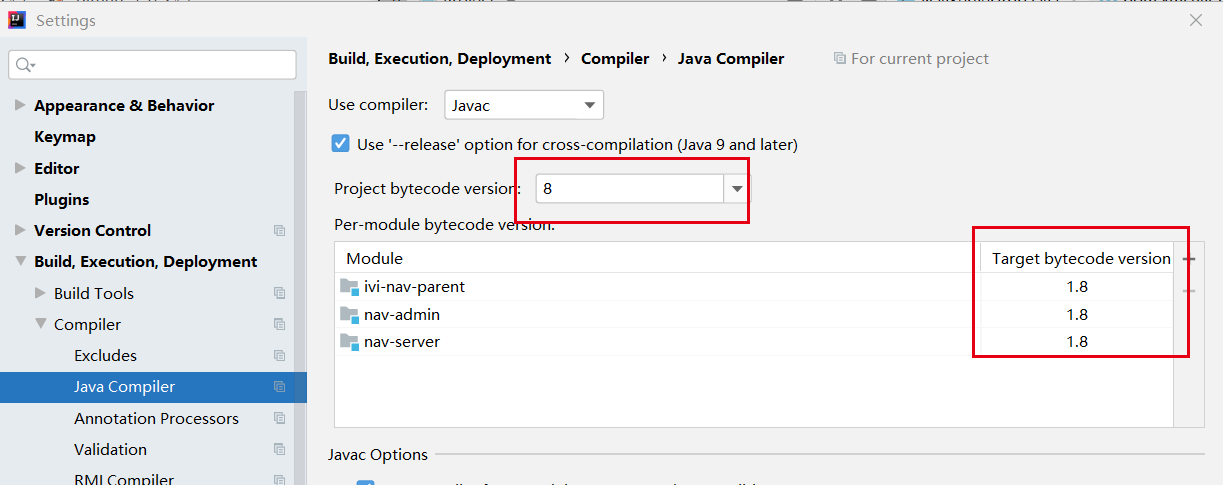 Settings
Appearance & Behavior
Keymap
Editor
Plugins
Version Control
Build, Execution, Deployment
Build Tools
Compiler
Excludes
Java Compiler
Annotation Processors
Validation
RMI Compiler
Build, Execution, Deployment › Compiler › Java Compiler
For current project
Use compiler: Javac
Use '--release' option for cross-compilation (Java 9 and later)
Project bytecode version: 8
Per-module bytecode version:
Module Target bytecode version
ivi-nav-parent 1.8
nav-admin 1.8
nav-server 1.8
Javac Options